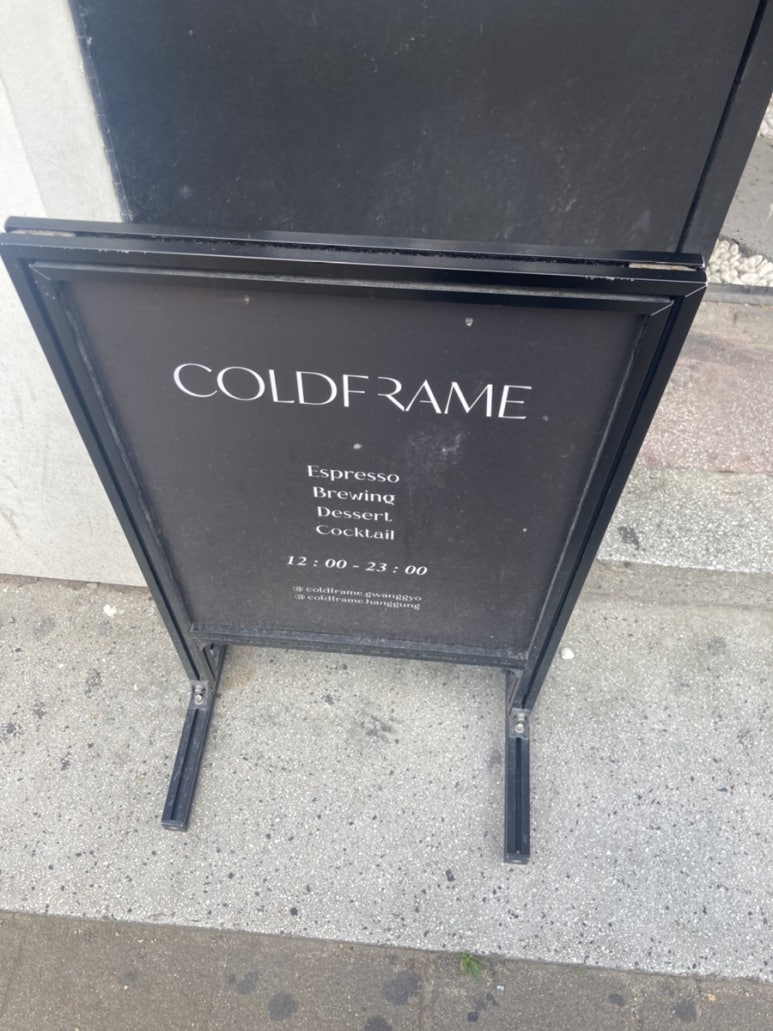 COLDFRAME
Espresso
Brewing
Dessert
Cocktail
12 : 00 - 23 : 00
@ coldframe.gwanggyo
@ coldframe.hanggung